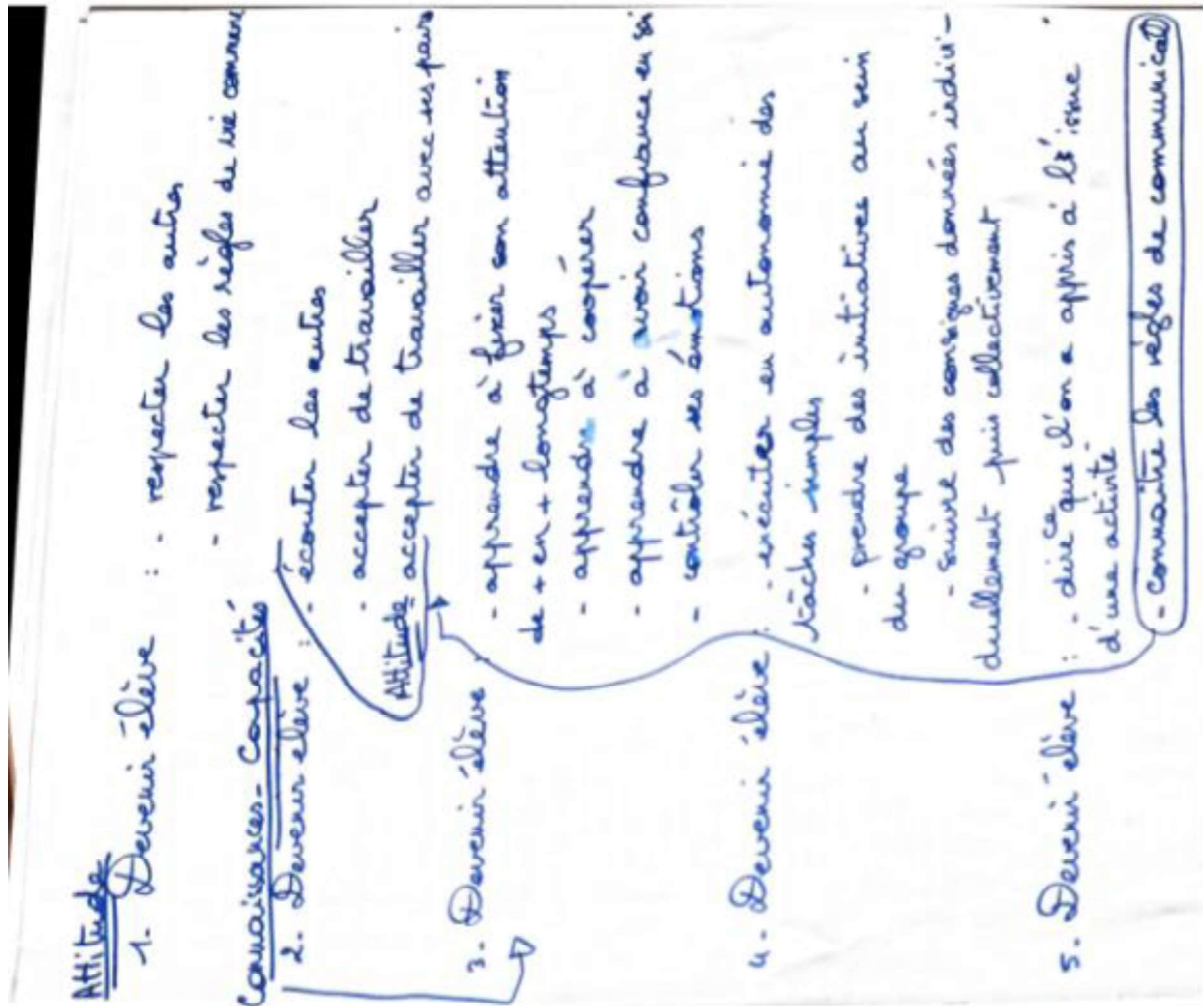 Attitude
1. Devenir élève : - respecter les autres
- respecter les règles de vie commune
Connaissances - Capacités
2. Devenir elève : - écouter les autres
- accepter de travailler
Attitude - accepter de travailler avec ses pairs
3. Devenir élève : - apprendre à fixer son attention
de + en + longtemps
- apprendre à coopérer
- apprendre à avoir confiance en soi
- contrôler ses émotions
4. Devenir élève : - exécuter en autonomie des
tâches simples
- prendre des initiatives au sein
du groupe
- suivre des consignes données indivi-
duellement puis collectivement
5. Devenir élève : - dire ce que l'on a appris à l'issue
d'une activité
- connaître les règles de communicat°